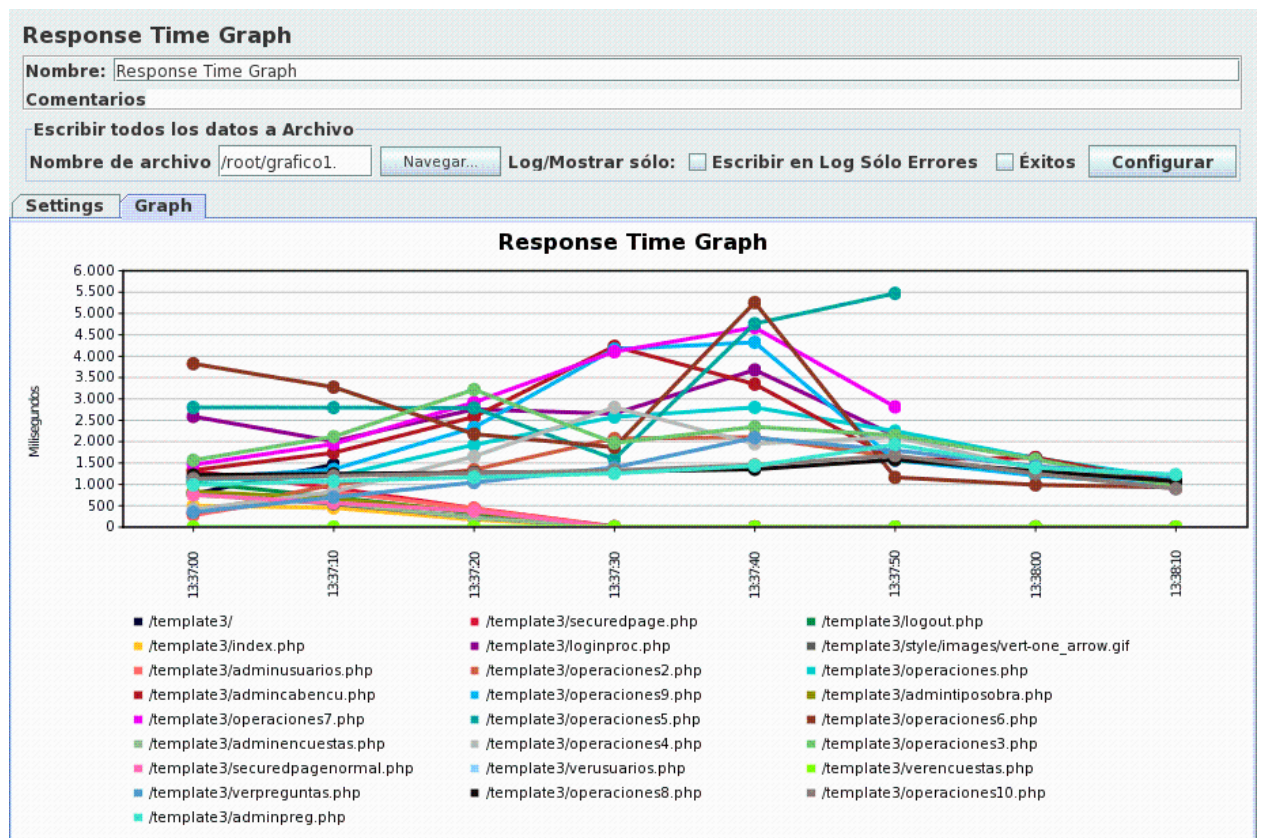 Response Time Graph
Nombre: Response Time Graph
Comentarios
Escribir todos los datos a Archivo
Nombre de archivo /root/grafico1. Navegar... Log/Mostrar sólo: Escribir en Log Sólo Errores Éxitos Configurar
Settings Graph
Response Time Graph
Milisegundos
6.000
5.500
5.000
4.500
4.000
3.500
3.000
2.500
2.000
1.500
1.000
500
0
13:37:00 13:37:10 13:37:20 13:37:30 13:37:40 13:37:50 13:38:00 13:38:10
/template3/ /template3/securedpage.php /template3/logout.php
/template3/index.php /template3/loginproc.php /template3/style/images/vert-one_arrow.gif
/template3/adminusuarios.php /template3/operaciones2.php /template3/operaciones.php
/template3/admincabencu.php /template3/operaciones9.php /template3/admintiposobra.php
/template3/operaciones7.php /template3/operaciones5.php /template3/operaciones6.php
/template3/adminencuestas.php /template3/operaciones4.php /template3/operaciones3.php
/template3/securedpagenormal.php /template3/verusuarios.php /template3/verencuestas.php
/template3/verpreguntas.php /template3/operaciones8.php /template3/operaciones10.php
/template3/adminpreg.php